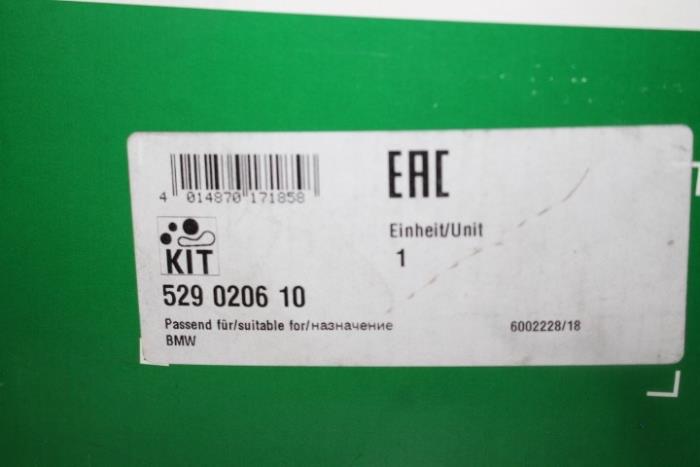 4 014870 171858
EAC
Einheit/Unit
1
KIT
529 0206 10
Passend für/suitable for/назначение
BMW
6002228/18